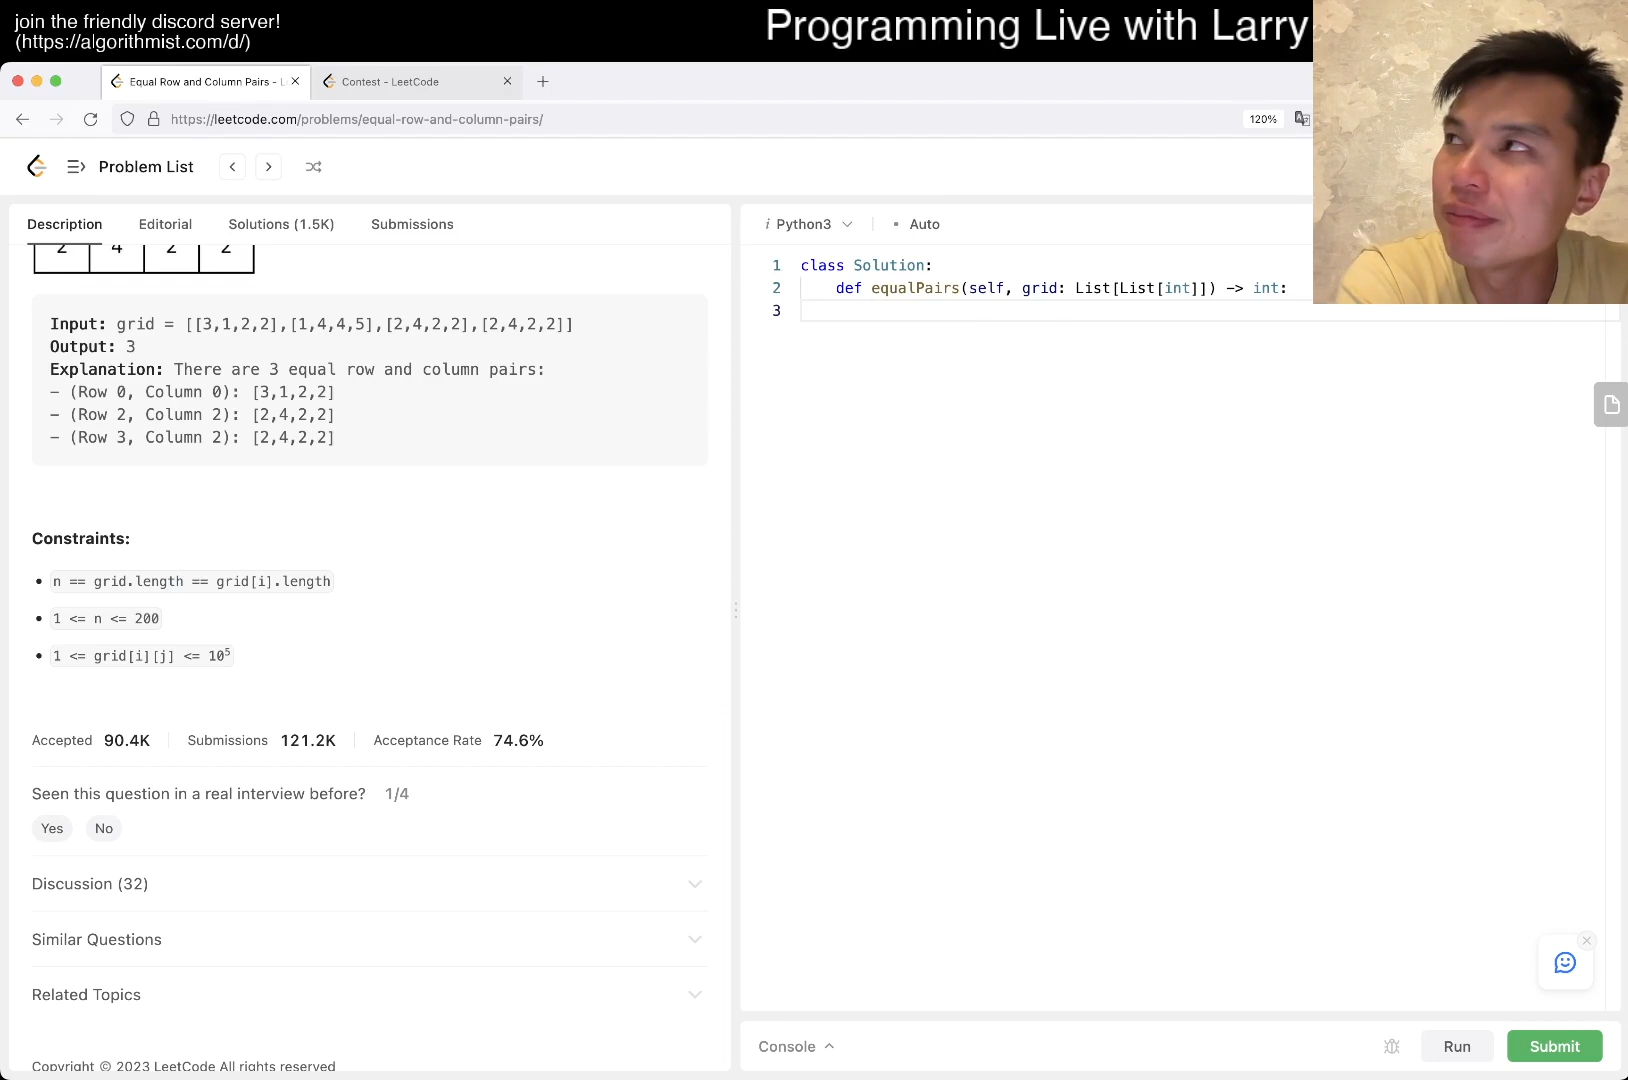 join the friendly discord server!
(https://algorithmist.com/d/)
Programming Live with Larry
Equal Row and Column Pairs - L
Contest - LeetCode
https://leetcode.com/problems/equal-row-and-column-pairs/
120%
Problem List
Description
Editorial
Solutions (1.5K)
Submissions
2 4 2 2
Input: grid = [[3,1,2,2],[1,4,4,5],[2,4,2,2],[2,4,2,2]]
Output: 3
Explanation: There are 3 equal row and column pairs:
- (Row 0, Column 0): [3,1,2,2]
- (Row 2, Column 2): [2,4,2,2]
- (Row 3, Column 2): [2,4,2,2]
Constraints:
• n == grid.length == grid[i].length
• 1 <= n <= 200
• 1 <= grid[i][j] <= 10⁵
Accepted 90.4K
Submissions 121.2K
Acceptance Rate 74.6%
Seen this question in a real interview before? 1/4
Yes
No
Discussion (32)
Similar Questions
Related Topics
Copyright © 2023 LeetCode All rights reserved
i Python3
• Auto
1 class Solution:
2 def equalPairs(self, grid: List[List[int]]) -> int:
3
Console
Run
Submit